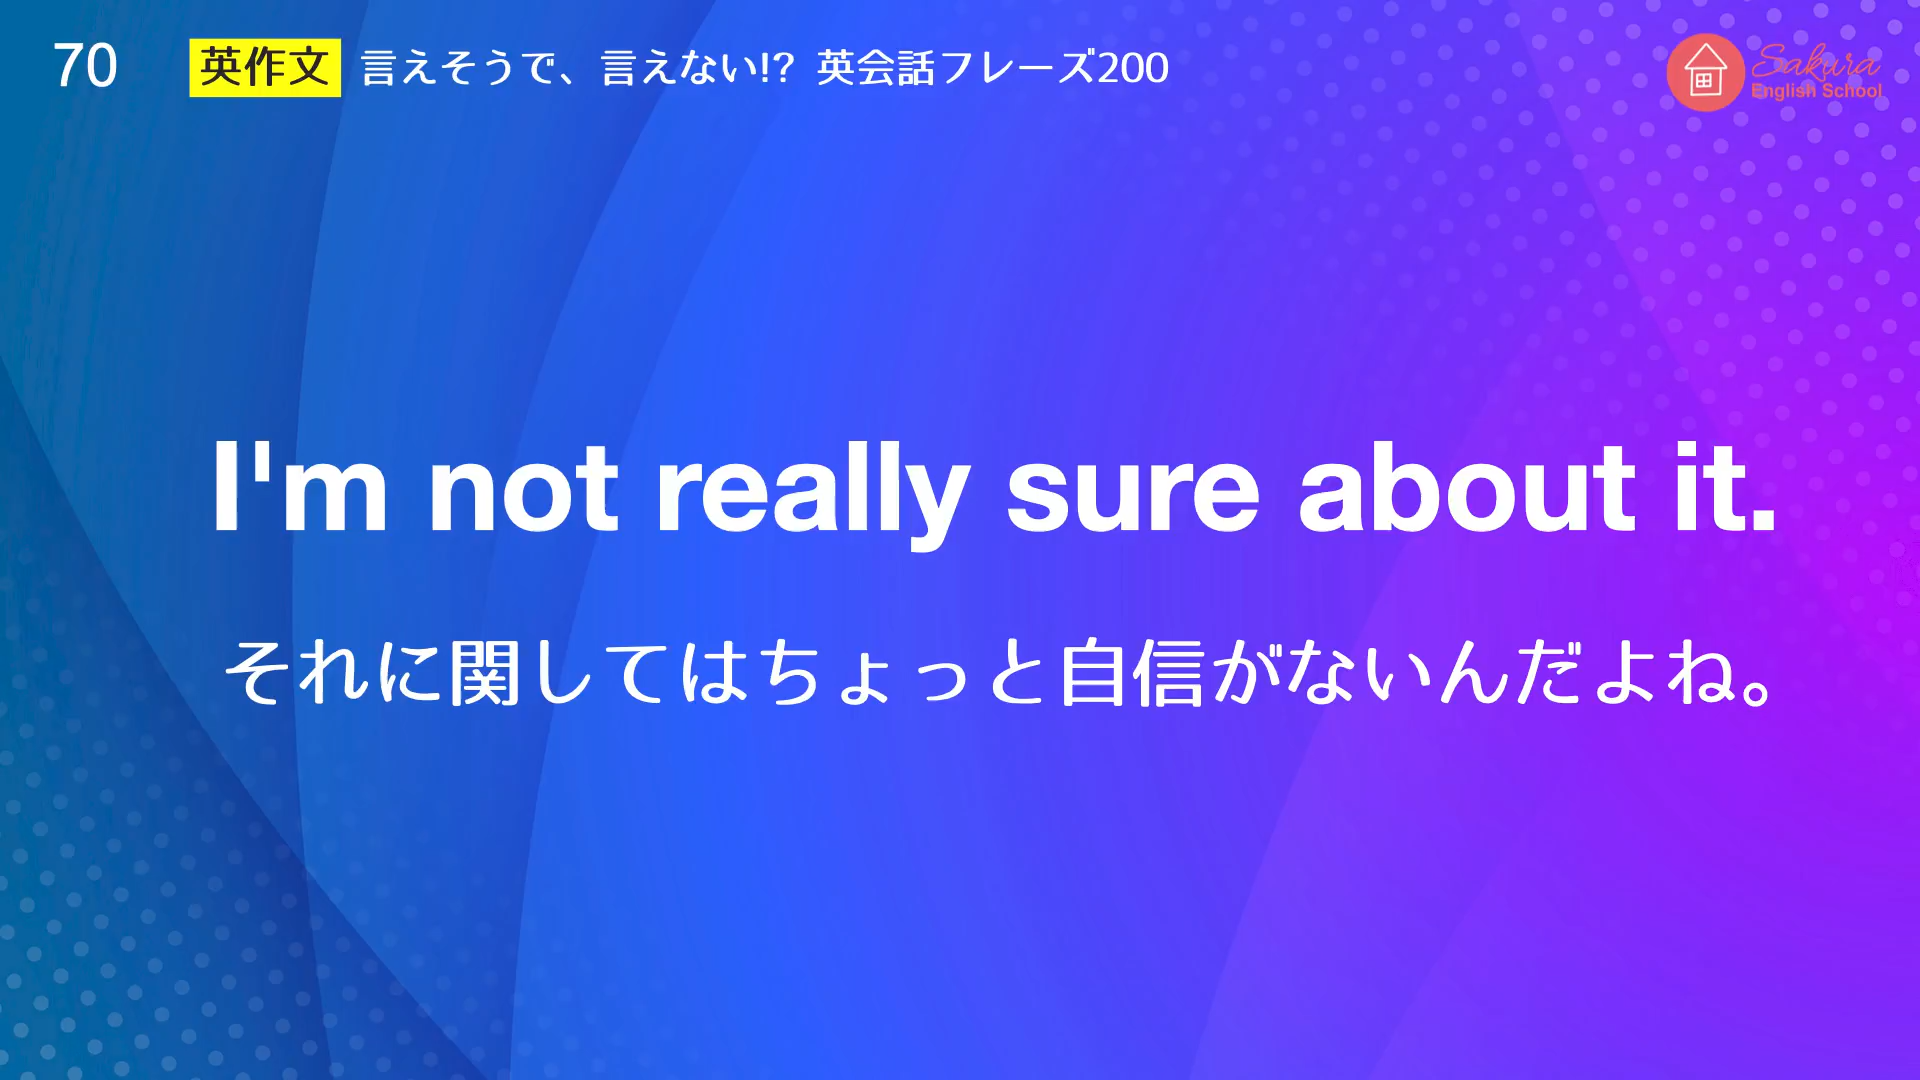 70
英作文 言えそうで、言えない!? 英会話フレーズ200
Sakura
English School
I'm not really sure about it.
それに関してはちょっと自信がないんだよね。